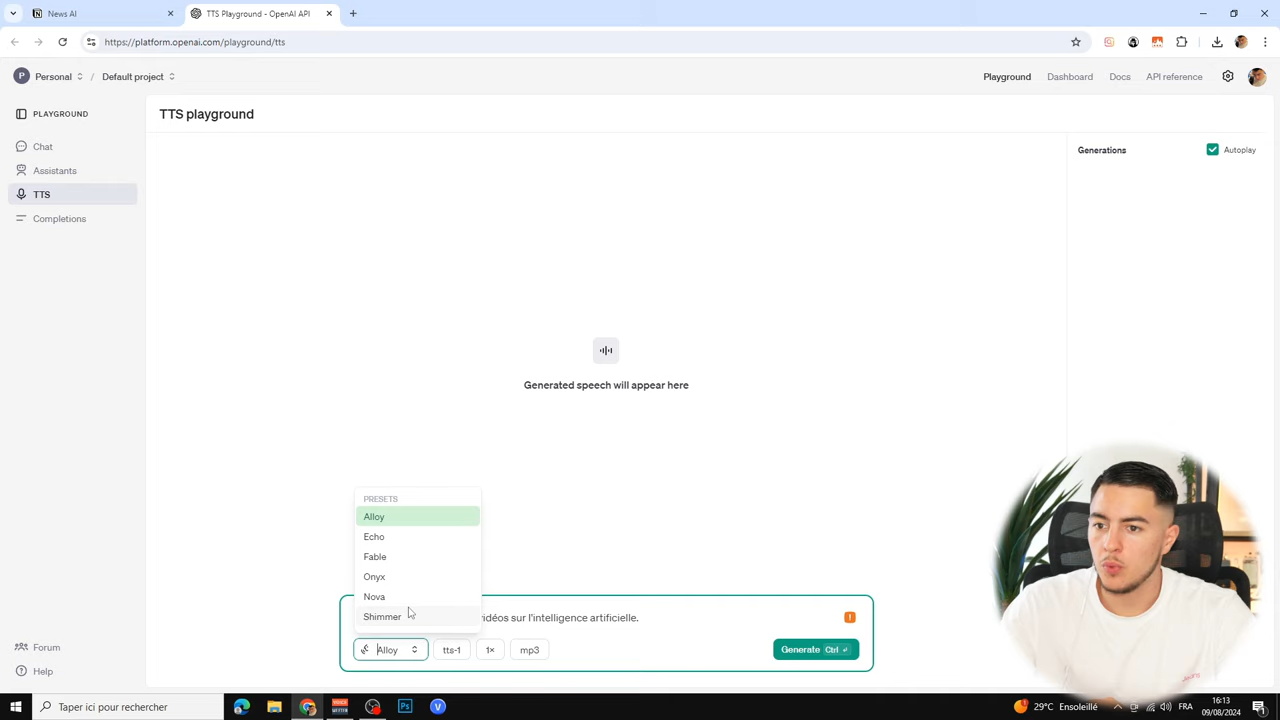 News AI
TTS Playground - OpenAI API
https://platform.openai.com/playground/tts
P Personal / Default project
Playground Dashboard Docs API reference
PLAYGROUND
TTS playground
Chat
Generations
Autoplay
Assistants
TTS
Completions
Generated speech will appear here
PRESETS
Alloy
Echo
Fable
Onyx
Nova
Shimmer
vidéos sur l'intelligence artificielle.
Alloy tts-1 1× mp3 Generate Ctrl
Forum
Help
Taper ici pour rechercher
29°C Ensoleillé
FRA
16:13
09/08/2024